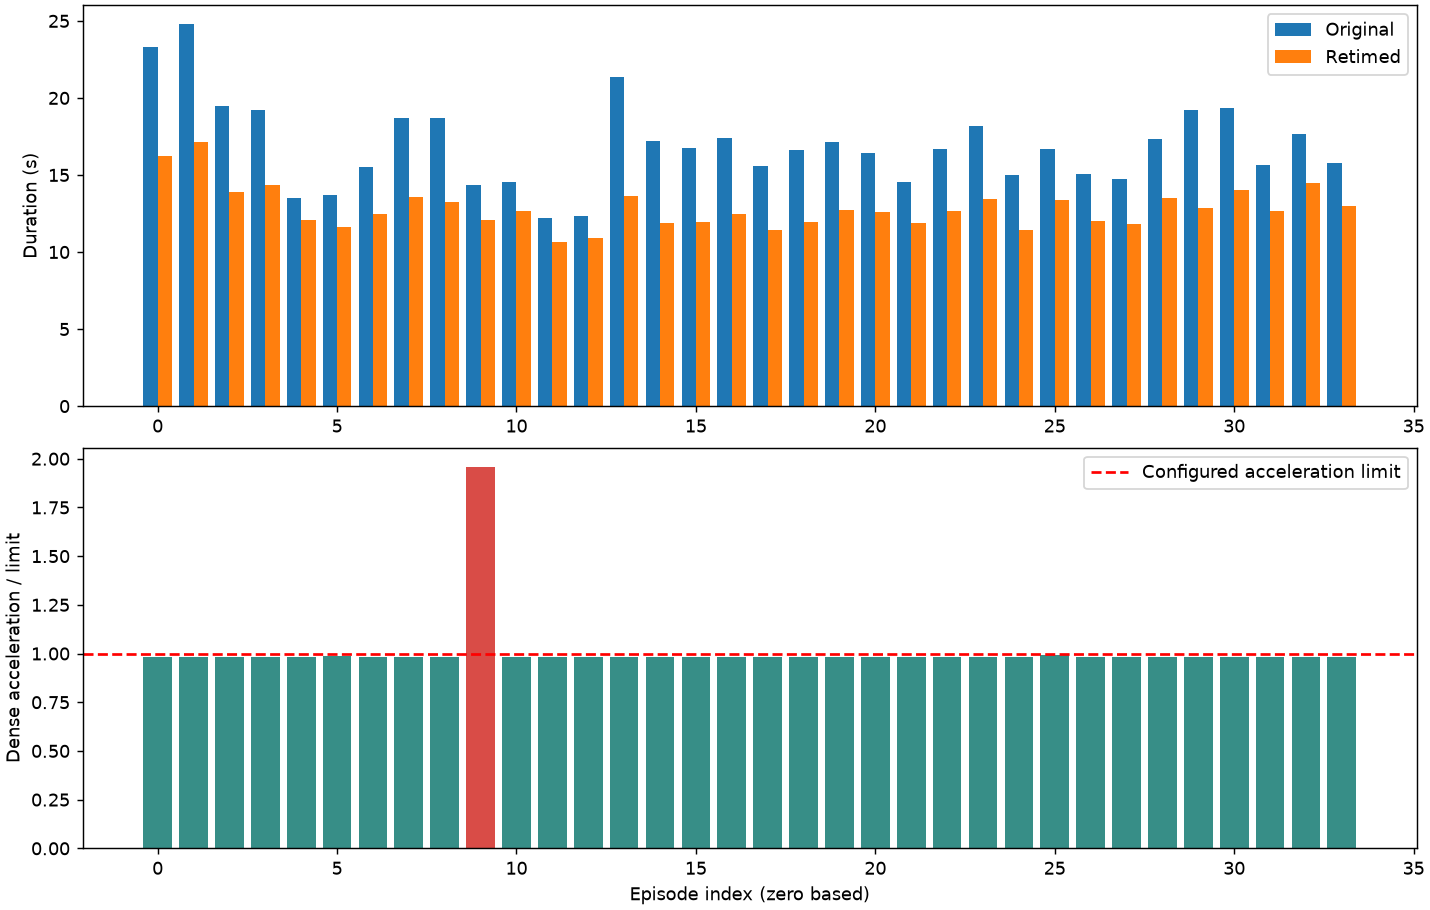 25
20
15
10
5
0
Duration (s)
Original
Retimed
0 5 10 15 20 25 30 35
2.00
1.75
1.50
1.25
1.00
0.75
0.50
0.25
0.00
Dense acceleration / limit
Configured acceleration limit
0 5 10 15 20 25 30 35
Episode index (zero based)